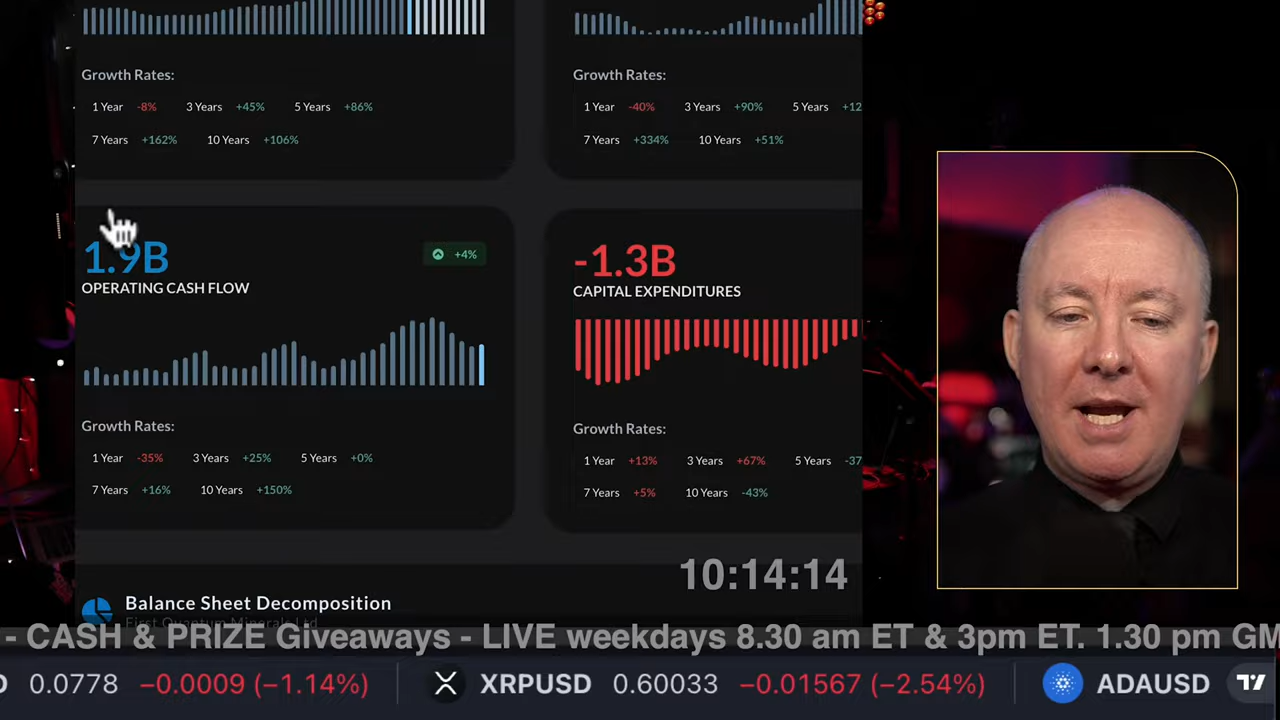 Growth Rates:
1 Year -8% 3 Years +45% 5 Years +86%
7 Years +162% 10 Years +106%
Growth Rates:
1 Year -40% 3 Years +90% 5 Years +12
7 Years +334% 10 Years +51%
1.9B
+4%
OPERATING CASH FLOW
Growth Rates:
1 Year -35% 3 Years +25% 5 Years +0%
7 Years +16% 10 Years +150%
-1.3B
CAPITAL EXPENDITURES
Growth Rates:
1 Year +13% 3 Years +67% 5 Years -37
7 Years +5% 10 Years -43%
10:14:14
Balance Sheet Decomposition
First Quantum Minerals Ltd
- CASH & PRIZE Giveaways - LIVE weekdays 8.30 am ET & 3pm ET. 1.30 pm GM
D 0.0778 −0.0009 (−1.14%) XRPUSD 0.60033 −0.01567 (−2.54%) ADAUSD